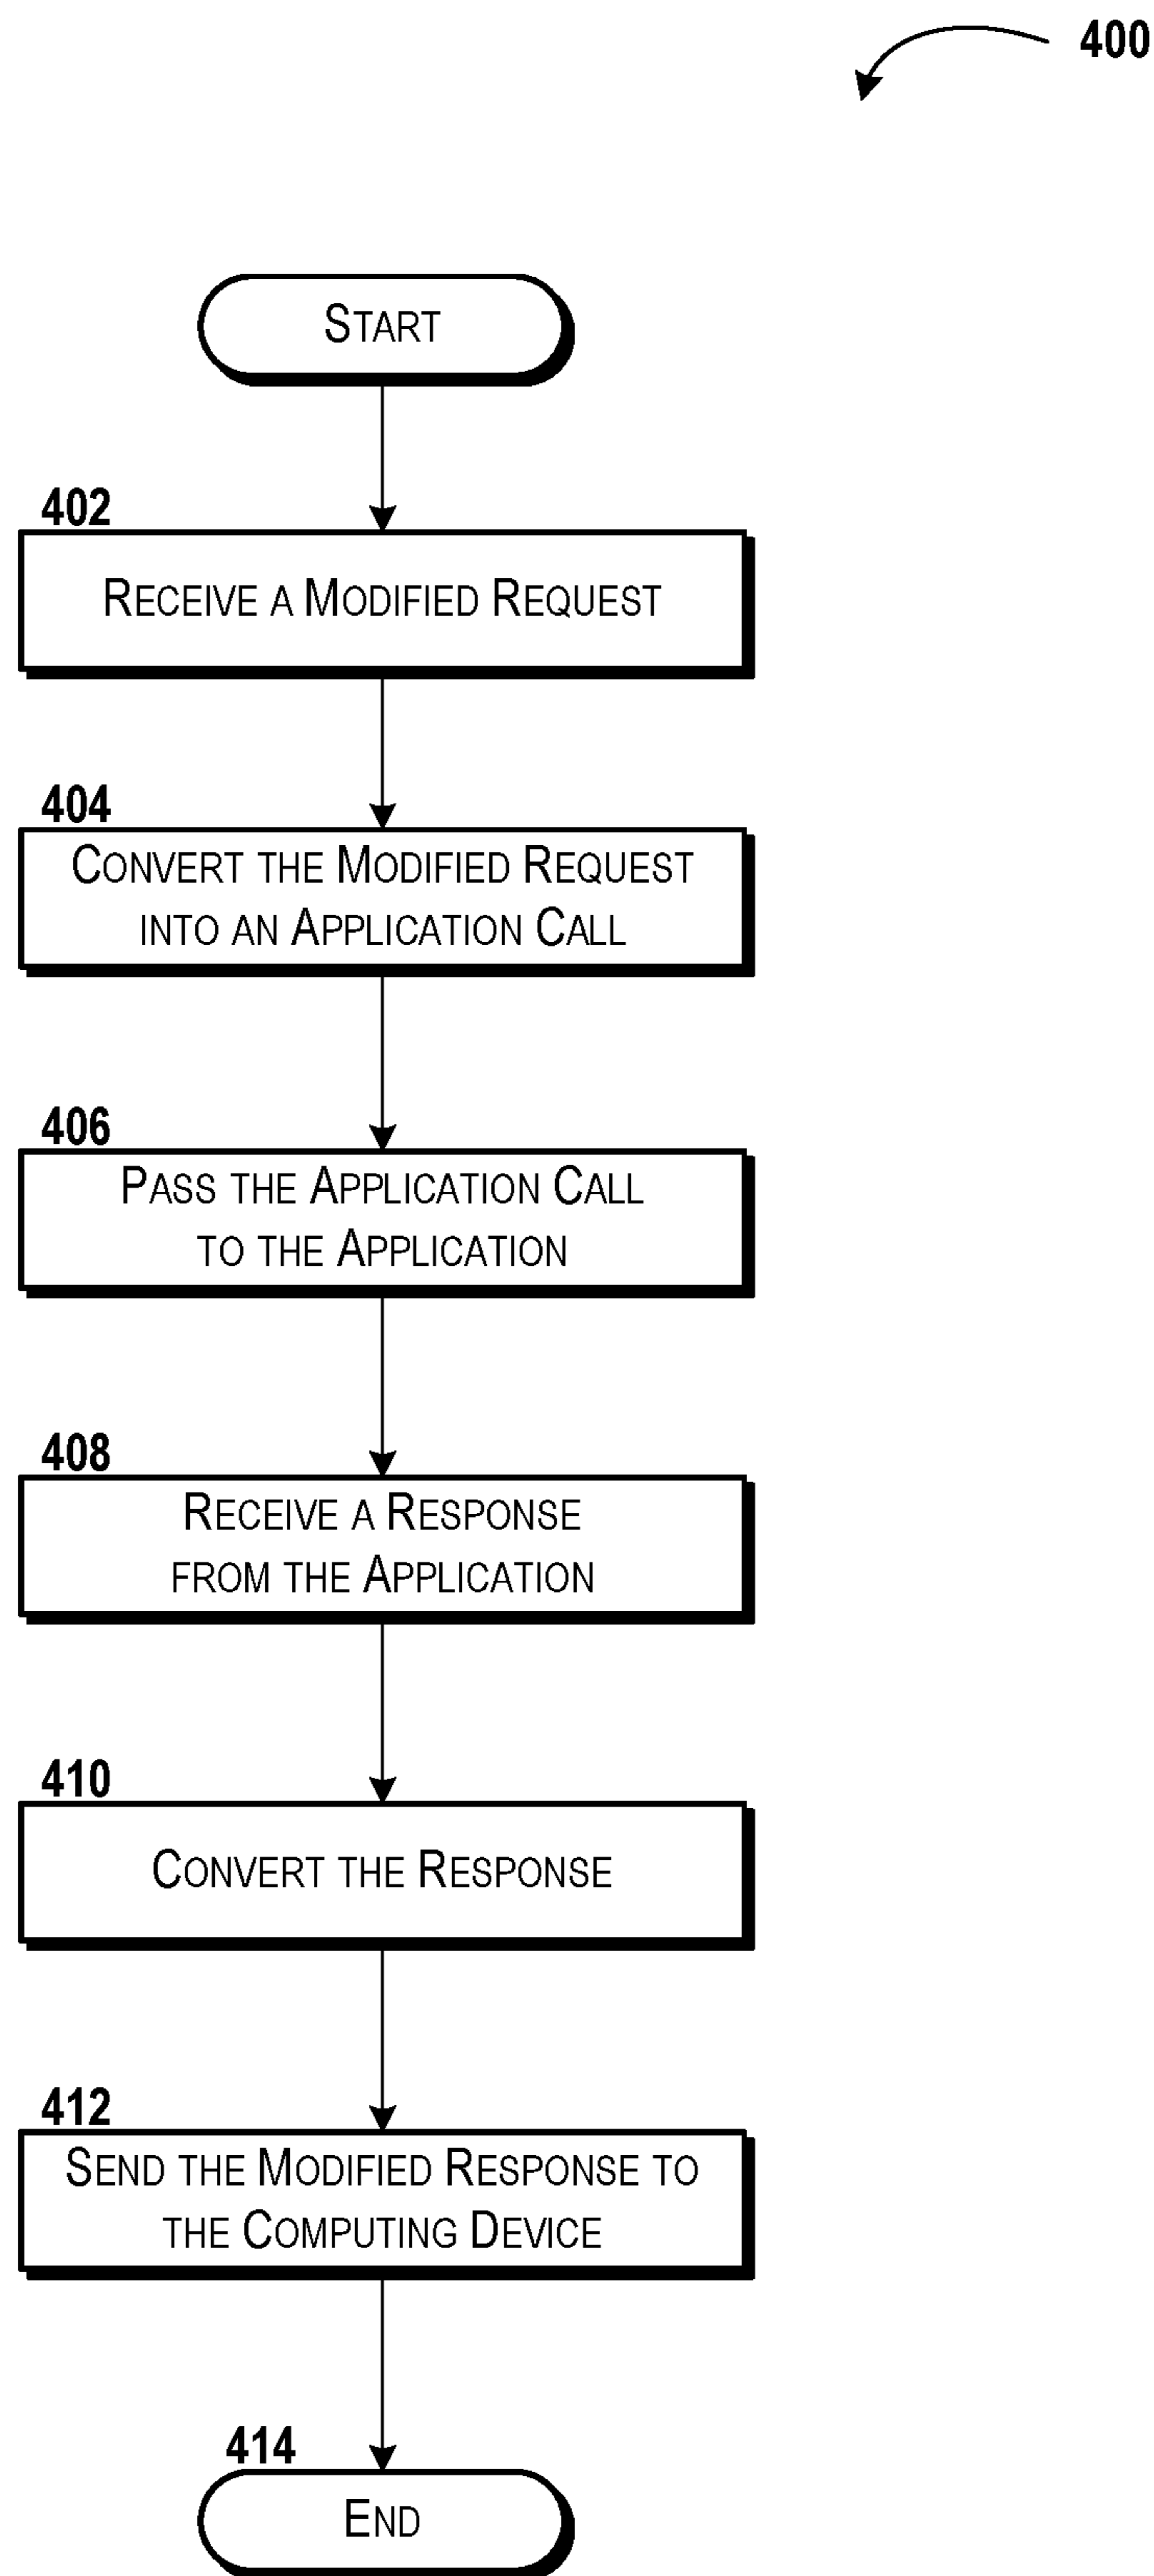 400
START
402
RECEIVE A MODIFIED REQUEST
404
CONVERT THE MODIFIED REQUEST
INTO AN APPLICATION CALL
406
PASS THE APPLICATION CALL
TO THE APPLICATION
408
RECEIVE A RESPONSE
FROM THE APPLICATION
410
CONVERT THE RESPONSE
412
SEND THE MODIFIED RESPONSE TO
THE COMPUTING DEVICE
414
END